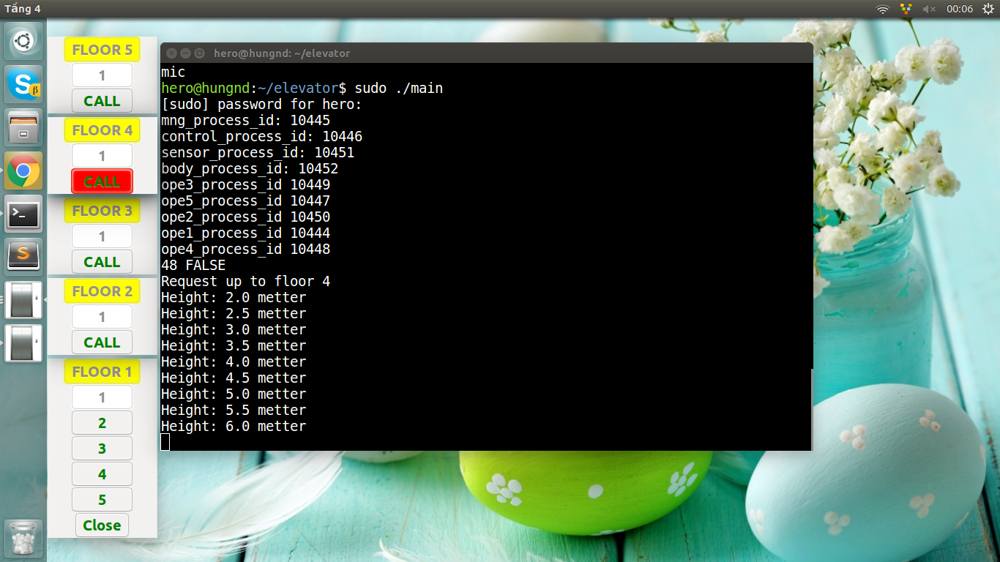 Tầng 4
00:06
FLOOR 5
1
CALL
FLOOR 4
1
CALL
FLOOR 3
1
CALL
FLOOR 2
1
CALL
FLOOR 1
1
2
3
4
5
Close
hero@hungnd: ~/elevator
mic
hero@hungnd:~/elevator$ sudo ./main
[sudo] password for hero:
mng_process_id: 10445
control_process_id: 10446
sensor_process_id: 10451
body_process_id: 10452
ope3_process_id 10449
ope5_process_id 10447
ope2_process_id 10450
ope1_process_id 10444
ope4_process_id 10448
48 FALSE
Request up to floor 4
Height: 2.0 metter
Height: 2.5 metter
Height: 3.0 metter
Height: 3.5 metter
Height: 4.0 metter
Height: 4.5 metter
Height: 5.0 metter
Height: 5.5 metter
Height: 6.0 metter